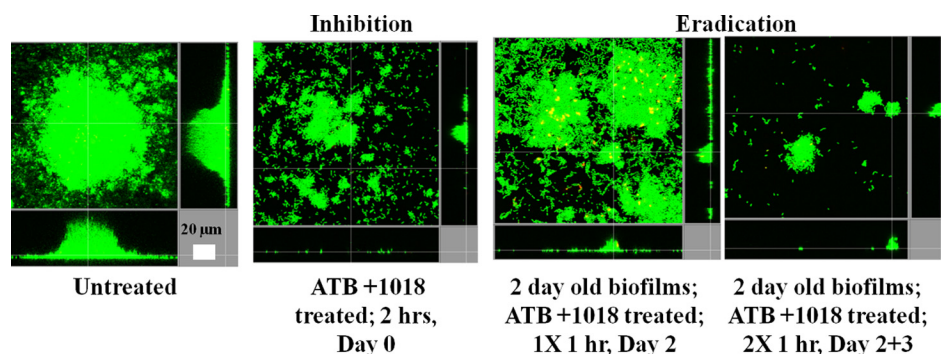 Inhibition
Eradication
20 µm
Untreated
ATB +1018
treated; 2 hrs,
Day 0
2 day old biofilms;
ATB +1018 treated;
1X 1 hr, Day 2
2 day old biofilms;
ATB +1018 treated;
2X 1 hr, Day 2+3